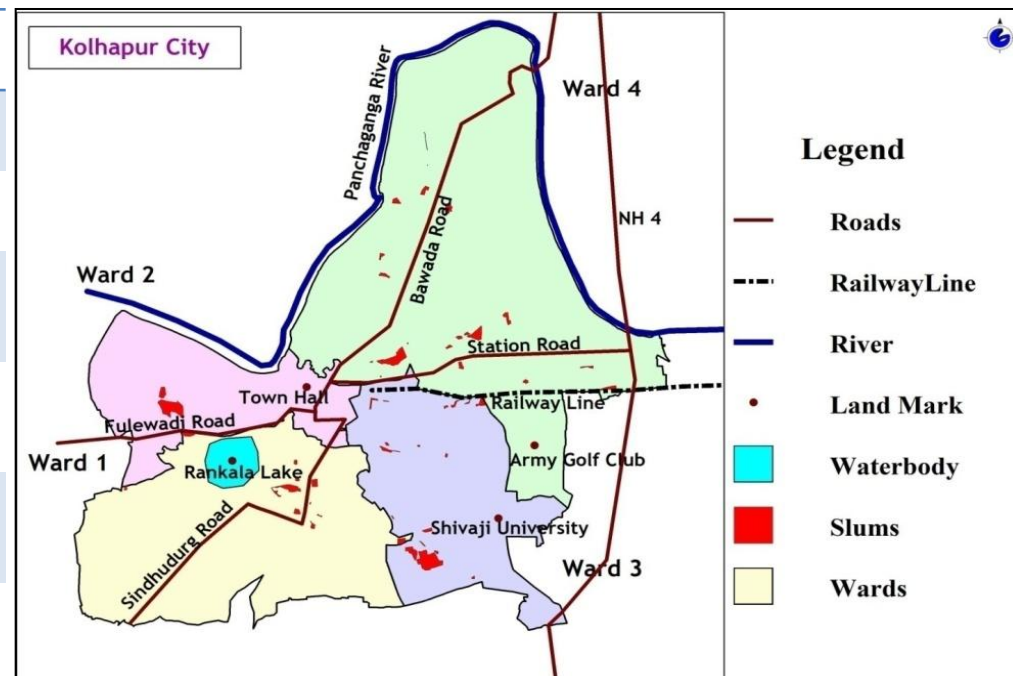 Kolhapur City
Ward 4
Panchaganga River
Bawada Road
NH 4
Ward 2
Station Road
Town Hall
Railway Line
Fulewadi Road
Ward 1
Rankala Lake
Army Golf Club
Shivaji University
Sindhudurg Road
Ward 3
Legend
Roads
RailwayLine
River
Land Mark
Waterbody
Slums
Wards